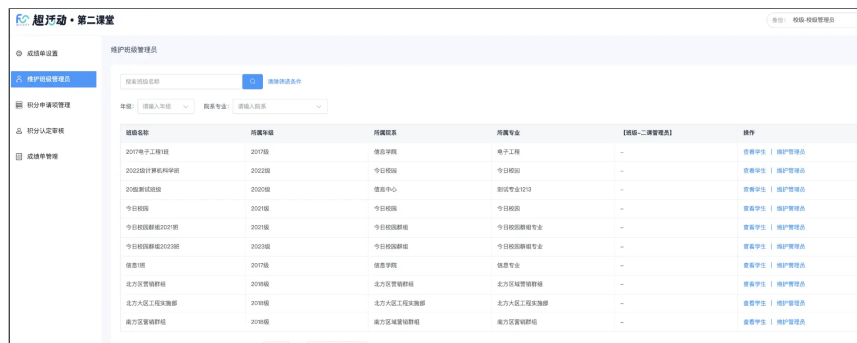 趣活动·第二课堂
身份： 校级-校级管理员
成绩单设置
维护班级管理员
积分申请项管理
积分认定审核
成绩单管理
维护班级管理员
搜索班级名称 清除筛选条件
年级： 请输入年级 院系专业： 请输入院系
班级名称 所属年级 所属院系 所属专业 【班级-二课管理员】 操作
2017电子工程1班 2017级 信息学院 电子工程 - 查看学生 | 维护管理员
2022级计算机科学班 2022级 今日校园 今日校园 - 查看学生 | 维护管理员
20级测试班级 2020级 信息中心 测试专业1213 - 查看学生 | 维护管理员
今日校园 2021级 今日校园 今日校园 - 查看学生 | 维护管理员
今日校园群组2021班 2021级 今日校园群组 今日校园群组专业 - 查看学生 | 维护管理员
今日校园群组2023班 2023级 今日校园群组 今日校园群组专业 - 查看学生 | 维护管理员
信息1班 2017级 信息学院 信息专业 - 查看学生 | 维护管理员
北方区营销群组 2018级 北方区营销群组 北方区域营销群组 - 查看学生 | 维护管理员
北方大区工程实施部 2018级 北方大区工程实施部 北方大区工程实施部 - 查看学生 | 维护管理员
南方区营销群组 2018级 南方区域营销群组 南方区营销群组 - 查看学生 | 维护管理员